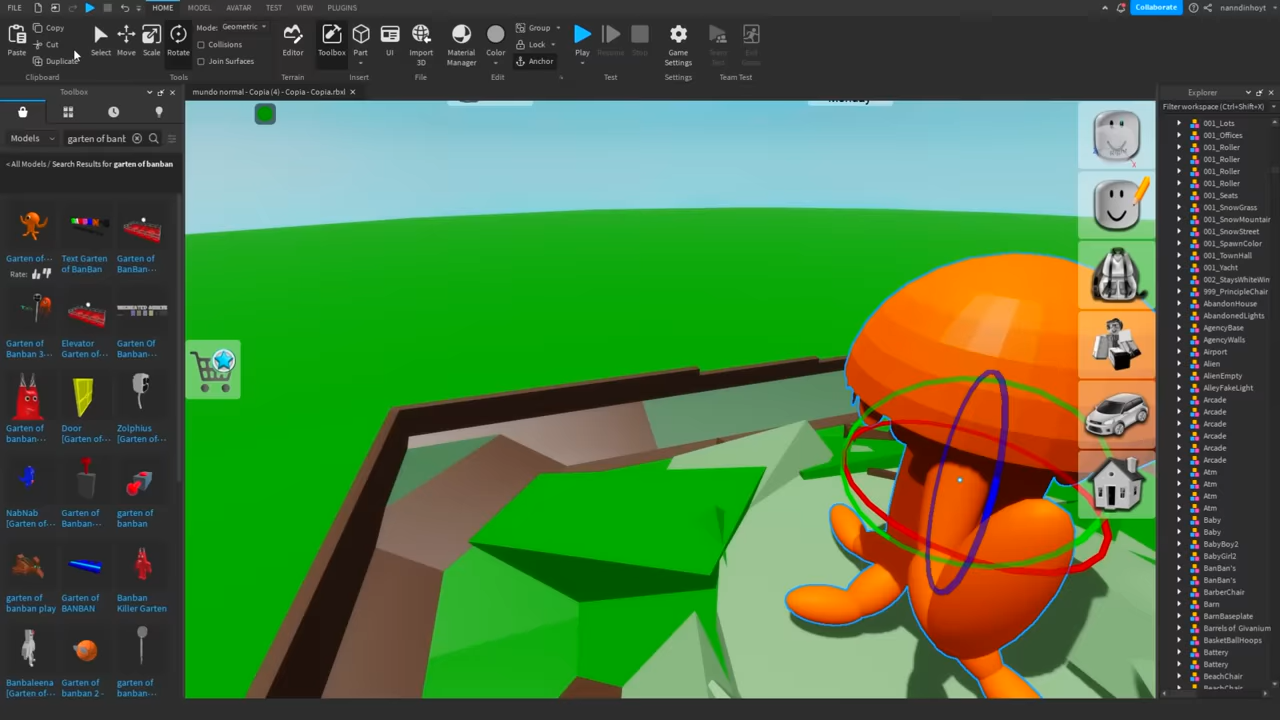 FILE HOME MODEL AVATAR TEST VIEW PLUGINS Collaborate nanndinhoyt
Paste Copy Cut Duplicate Select Move Scale Rotate Mode: Geometric Collisions Join Surfaces Editor Toolbox Part UI Import 3D Material Manager Color Group Lock Anchor Play Resume Stop Game Settings Team Test Exit Game
Clipboard Tools Terrain Insert File Edit Test Settings Team Test
Toolbox
mundo normal - Copia (4) - Copia - Copia.rbxl
Explorer
Filter workspace (Ctrl+Shift+X)
Models garten of banb
< All Models / Search Results for garten of banban
Garten of...
Rate:
Text Garten of BanBan
Garten of BanBan...
Garten of Banban 3...
Elevator Garten of...
Garten Of Banban...
Garten of banban...
Door [Garten of...
Zolphius [Garten of...
NabNab [Garten of...
Garten of Banban...
garten of banban
garten of banban play
Garten of BANBAN
Banban Killer Garten
Banbaleena [Garten of...
Garten of banban 2 -
garten of banban...
Monday
001_Lots
001_Offices
001_Roller
001_Roller
001_Roller
001_Roller
001_Seats
001_SnowGrass
001_SnowMountain
001_SnowStreet
001_SpawnColor
001_TownHall
001_Yacht
002_StaysWhiteWin
999_PrincipleChair
AbandonHouse
AbandonedLights
AgencyBase
AgencyWalls
Airport
Alien
AlienEmpty
AlleyFakeLight
Arcade
Arcade
Arcade
Arcade
Arcade
Arcade
Atm
Atm
Atm
Atm
Baby
Baby
BabyBoy2
BabyGirl2
BanBan's
BanBan's
BarberChair
Barn
BarnBaseplate
Barrels of Givanium
BasketBallHoops
Battery
Battery
BeachChair
BeachChair